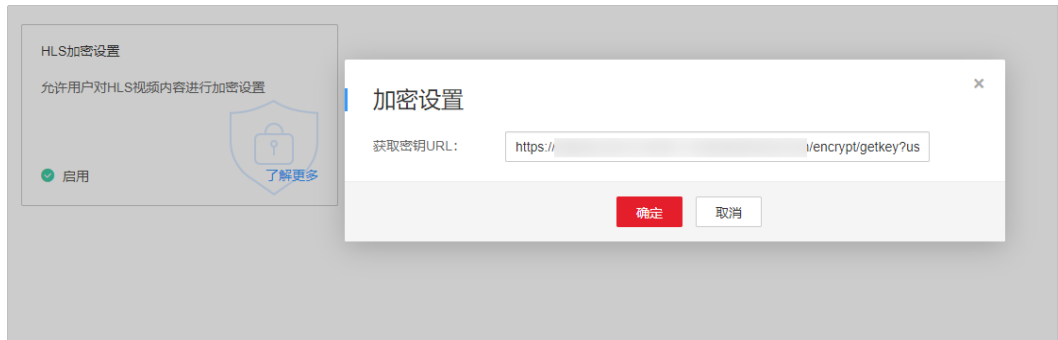 HLS加密设置
允许用户对HLS视频内容进行加密设置
启用
了解更多
加密设置
×
获取密钥URL：
https:// /encrypt/getkey?us
确定
取消